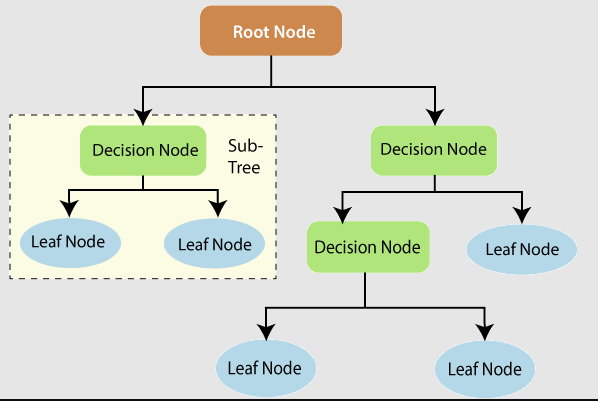 Root Node
Decision Node
Sub-
Tree
Decision Node
Leaf Node
Leaf Node
Decision Node
Leaf Node
Leaf Node
Leaf Node